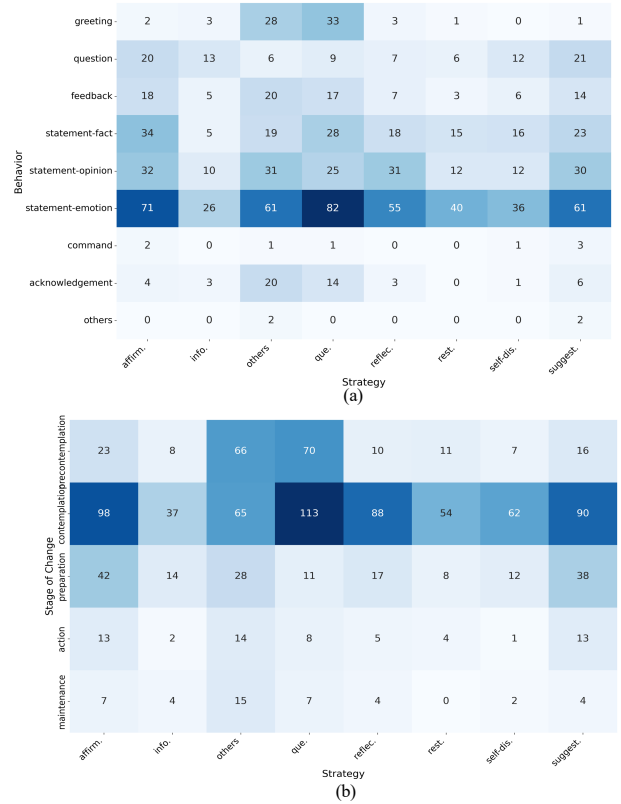 Behavior
greeting 2 3 28 33 3 1 0 1
question 20 13 6 9 7 6 12 21
feedback 18 5 20 17 7 3 6 14
statement-fact 34 5 19 28 18 15 16 23
statement-opinion 32 10 31 25 31 12 12 30
statement-emotion 71 26 61 82 55 40 36 61
command 2 0 1 1 0 0 1 3
acknowledgement 4 3 20 14 3 0 1 6
others 0 0 2 0 0 0 0 2
affirm. info. others que. reflec. rest. self-dis. suggest.
Strategy
(a)
Stage of Change
precontemplation 23 8 66 70 10 11 7 16
contemplation 98 37 65 113 88 54 62 90
preparation 42 14 28 11 17 8 12 38
action 13 2 14 8 5 4 1 13
maintenance 7 4 15 7 4 0 2 4
affirm. info. others que. reflec. rest. self-dis. suggest.
Strategy
(b)